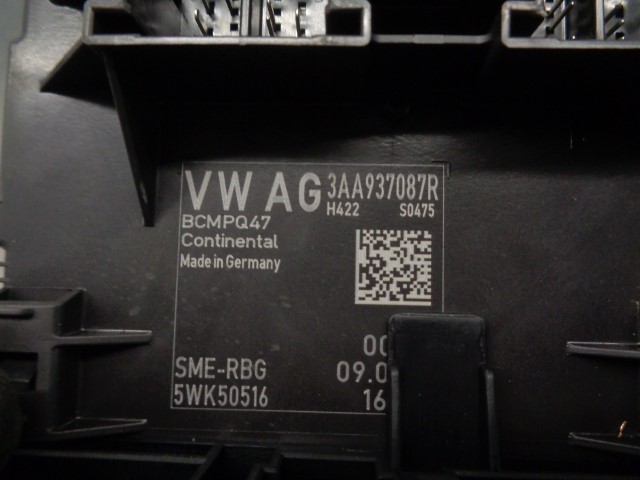 VW AG 3AA937087R
H422 S0475
BCMPQ47
Continental
Made in Germany
00
SME-RBG 09.0
5WK50516 16